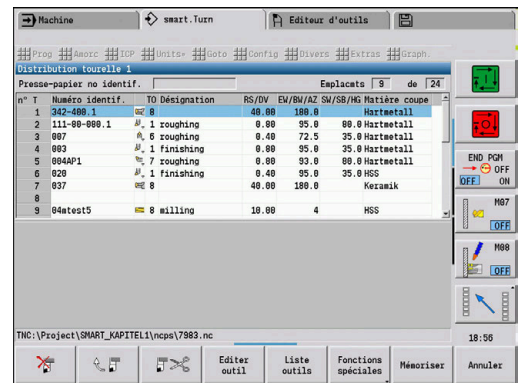 Machine smart.Turn Editeur d'outils
Prog Amorc ICP Units» Goto Config Divers Extras Graph.
Distribution tourelle 1
Presse-papier no identif. Emplacmts 9 de 24
n° T Numéro identif. TO Désignation RS/DV EW/BW/AZ SW/SB/HG Matière coupe
1 342-400.1 8 40.00 180.0 Hartmetall
2 111-80-080.1 1 roughing 0.80 95.0 80.0 Hartmetall
3 007 1 roughing 0.40 72.5 35.0 Hartmetall
4 003 1 finishing 0.80 95.0 35.0 Hartmetall
5 004AP1 7 roughing 0.80 93.0 80.0 Hartmetall
6 020 1 finishing 0.40 95.0 35.0 HSS
7 037 8 40.00 180.0 Keramik
8
9 04mtest5 8 milling 10.00 4 HSS
END PGM
OFF
OFF ON
M07
OFF
M08
OFF
TNC:\Project\SMART_KAPITEL1\ncps\7983.nc
18:56
Editer outil
Liste outils
Fonctions spéciales
Mémoriser
Annuler